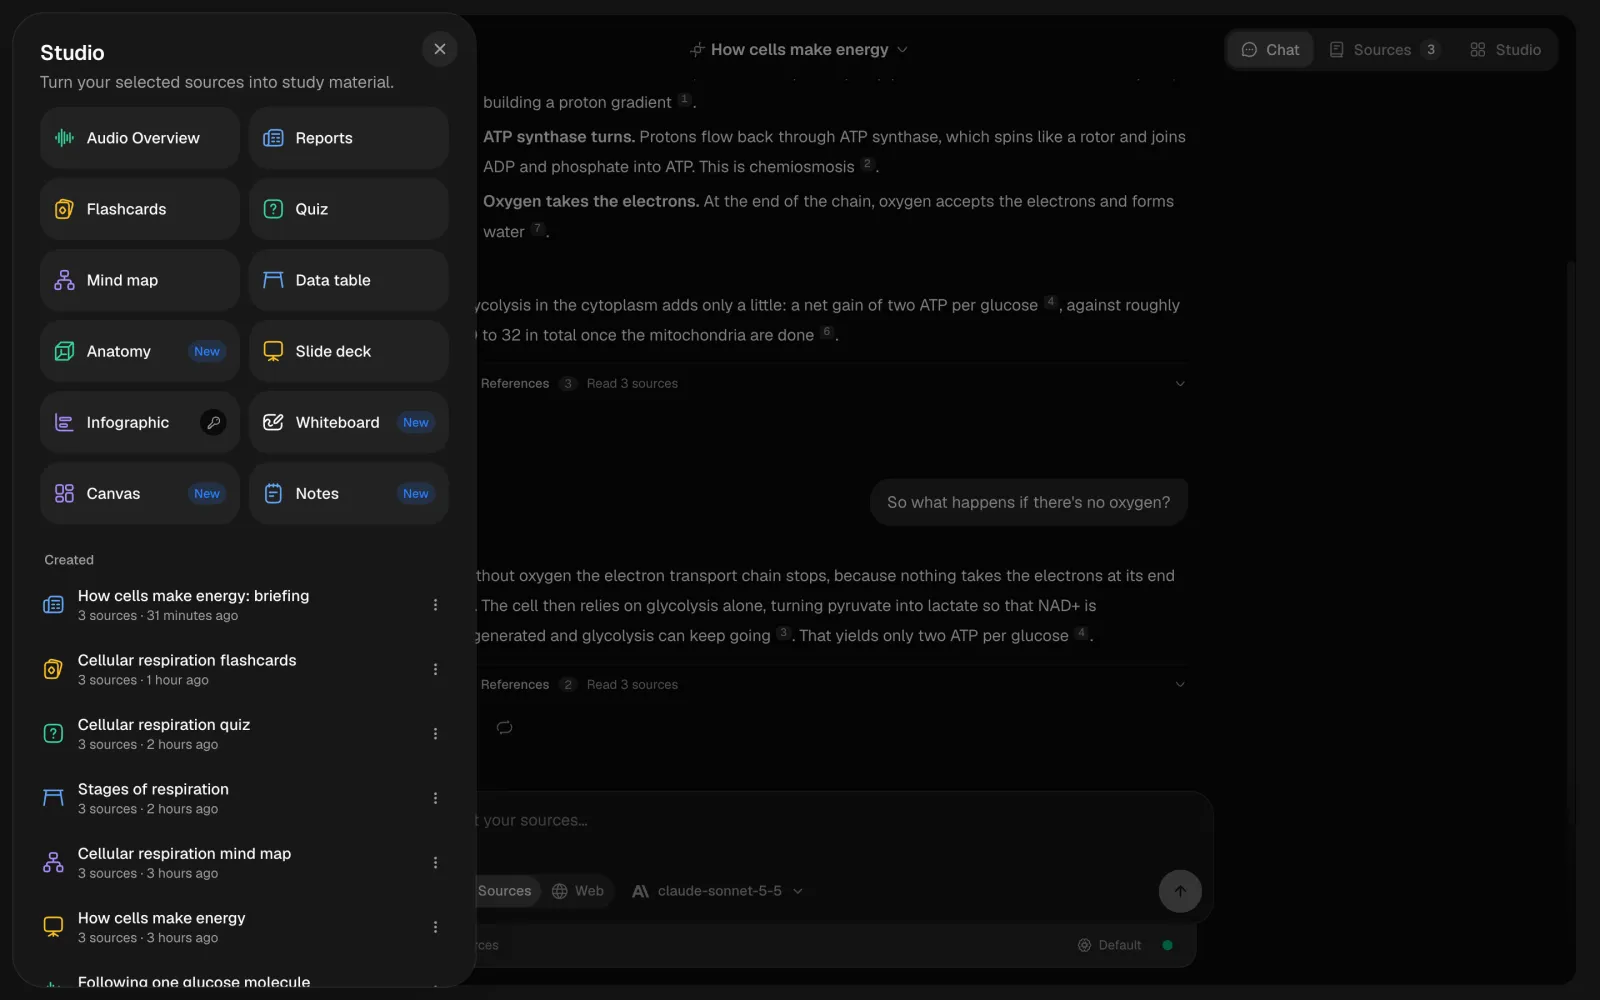 Studio
Turn your selected sources into study material.
Audio Overview
Reports
Flashcards
Quiz
Mind map
Data table
Anatomy New
Slide deck
Infographic
Whiteboard New
Canvas New
Notes New
Created
How cells make energy: briefing
3 sources · 31 minutes ago
Cellular respiration flashcards
3 sources · 1 hour ago
Cellular respiration quiz
3 sources · 2 hours ago
Stages of respiration
3 sources · 2 hours ago
Cellular respiration mind map
3 sources · 3 hours ago
How cells make energy
3 sources · 3 hours ago
Following one glucose molecule
How cells make energy
Chat
Sources 3
Studio
building a proton gradient 1.
ATP synthase turns. Protons flow back through ATP synthase, which spins like a rotor and joins
ADP and phosphate into ATP. This is chemiosmosis 2.
Oxygen takes the electrons. At the end of the chain, oxygen accepts the electrons and forms
water 7.
ycolysis in the cytoplasm adds only a little: a net gain of two ATP per glucose 4, against roughly
to 32 in total once the mitochondria are done 6.
References 3 Read 3 sources
So what happens if there's no oxygen?
thout oxygen the electron transport chain stops, because nothing takes the electrons at its end
. The cell then relies on glycolysis alone, turning pyruvate into lactate so that NAD+ is
generated and glycolysis can keep going 3. That yields only two ATP per glucose 4.
References 2 Read 3 sources
t your sources...
Sources
Web
claude-sonnet-5-5
rces
Default